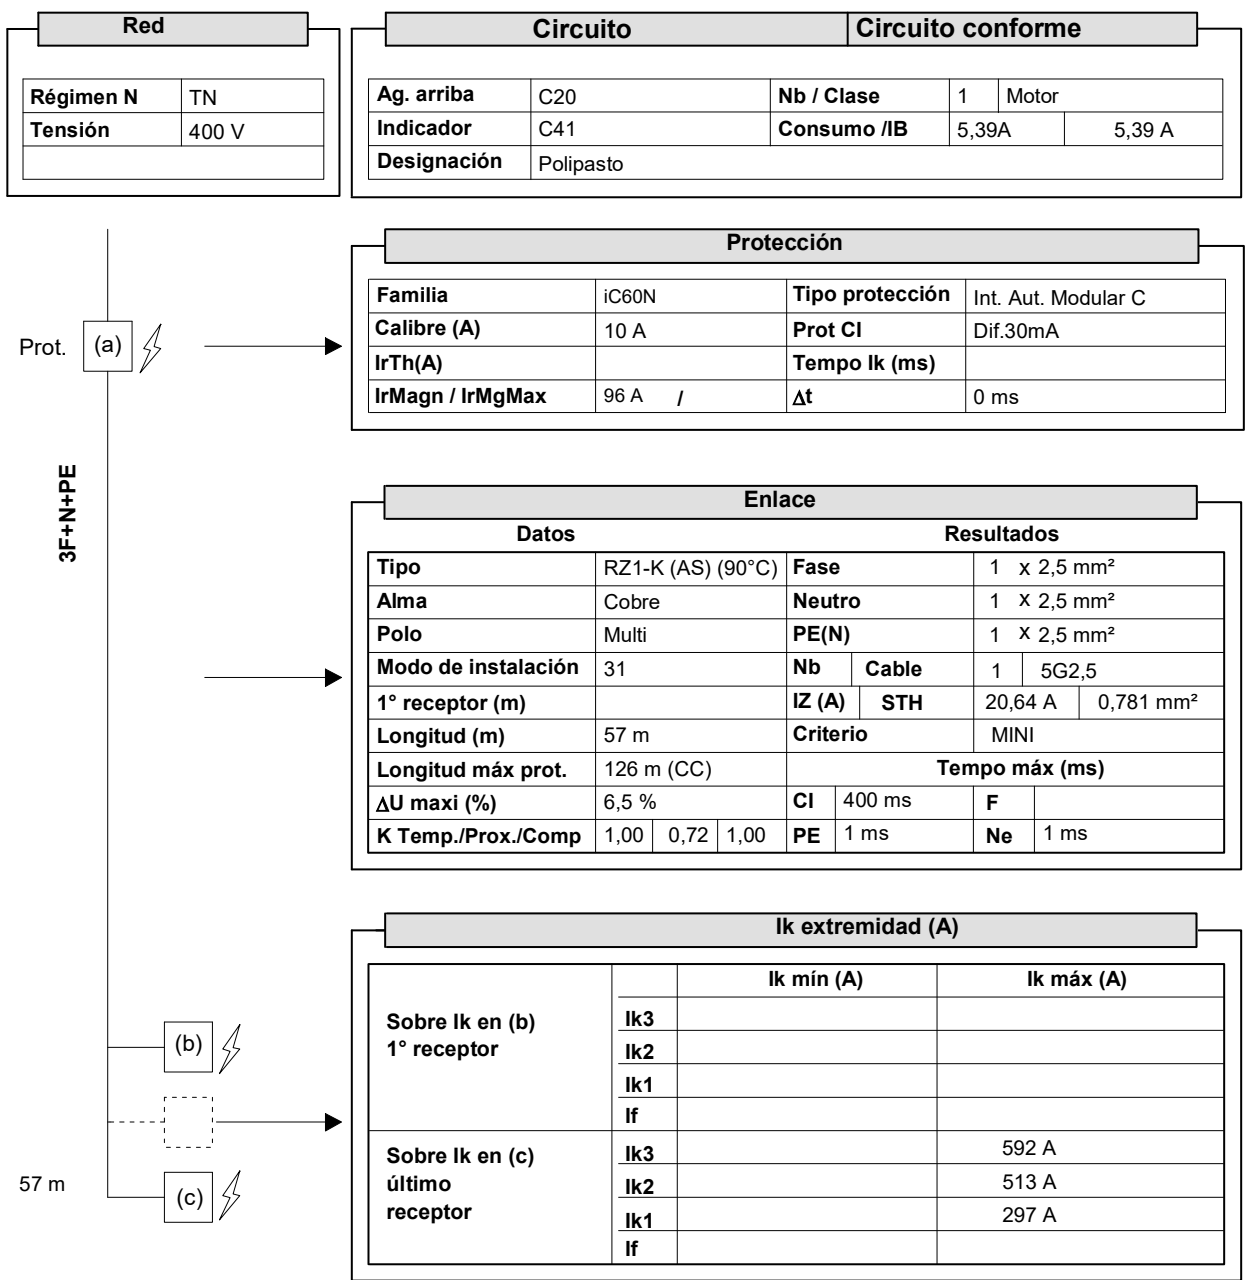 Red
Circuito Circuito conforme
Régimen N TN
Tensión 400 V
Ag. arriba C20 Nb / Clase 1 Motor
Indicador C41 Consumo /IB 5,39A 5,39 A
Designación Polipasto
Protección
Familia iC60N Tipo protección Int. Aut. Modular C
Calibre (A) 10 A Prot CI Dif.30mA
IrTh(A) Tempo Ik (ms)
IrMagn / IrMgMax 96 A / Δt 0 ms
Prot. (a)
3F+N+PE
Enlace
Datos Resultados
Tipo RZ1-K (AS) (90°C) Fase 1 x 2,5 mm²
Alma Cobre Neutro 1 x 2,5 mm²
Polo Multi PE(N) 1 x 2,5 mm²
Modo de instalación 31 Nb Cable 1 5G2,5
1° receptor (m) IZ (A) STH 20,64 A 0,781 mm²
Longitud (m) 57 m Criterio MINI
Longitud máx prot. 126 m (CC) Tempo máx (ms)
ΔU maxi (%) 6,5 % CI 400 ms F
K Temp./Prox./Comp 1,00 0,72 1,00 PE 1 ms Ne 1 ms
Ik extremidad (A)
Ik mín (A) Ik máx (A)
Sobre Ik en (b)
1° receptor
Ik3
Ik2
Ik1
If
(b)
Sobre Ik en (c)
último
receptor
Ik3 592 A
Ik2 513 A
Ik1 297 A
If
57 m
(c)